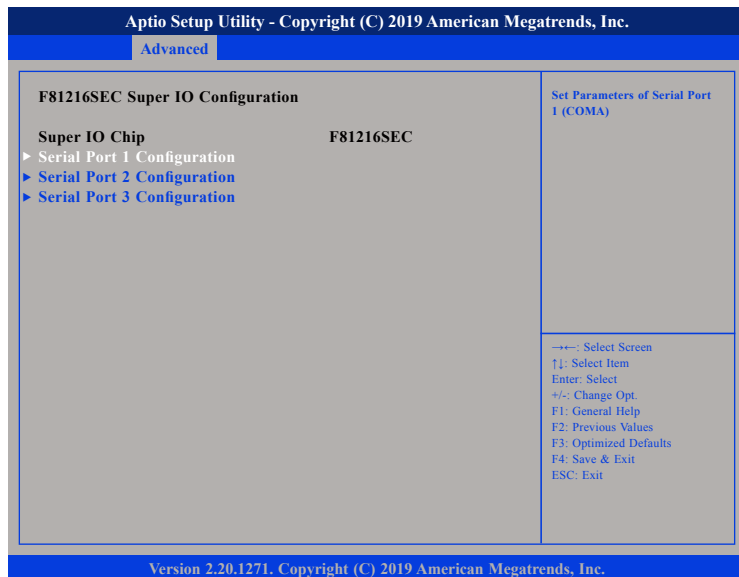 Aptio Setup Utility - Copyright (C) 2019 American Megatrends, Inc.
Advanced
F81216SEC Super IO Configuration
Super IO Chip F81216SEC
► Serial Port 1 Configuration
► Serial Port 2 Configuration
► Serial Port 3 Configuration
Set Parameters of Serial Port
1 (COMA)
→←: Select Screen
↑↓: Select Item
Enter: Select
+/-: Change Opt.
F1: General Help
F2: Previous Values
F3: Optimized Defaults
F4: Save & Exit
ESC: Exit
Version 2.20.1271. Copyright (C) 2019 American Megatrends, Inc.